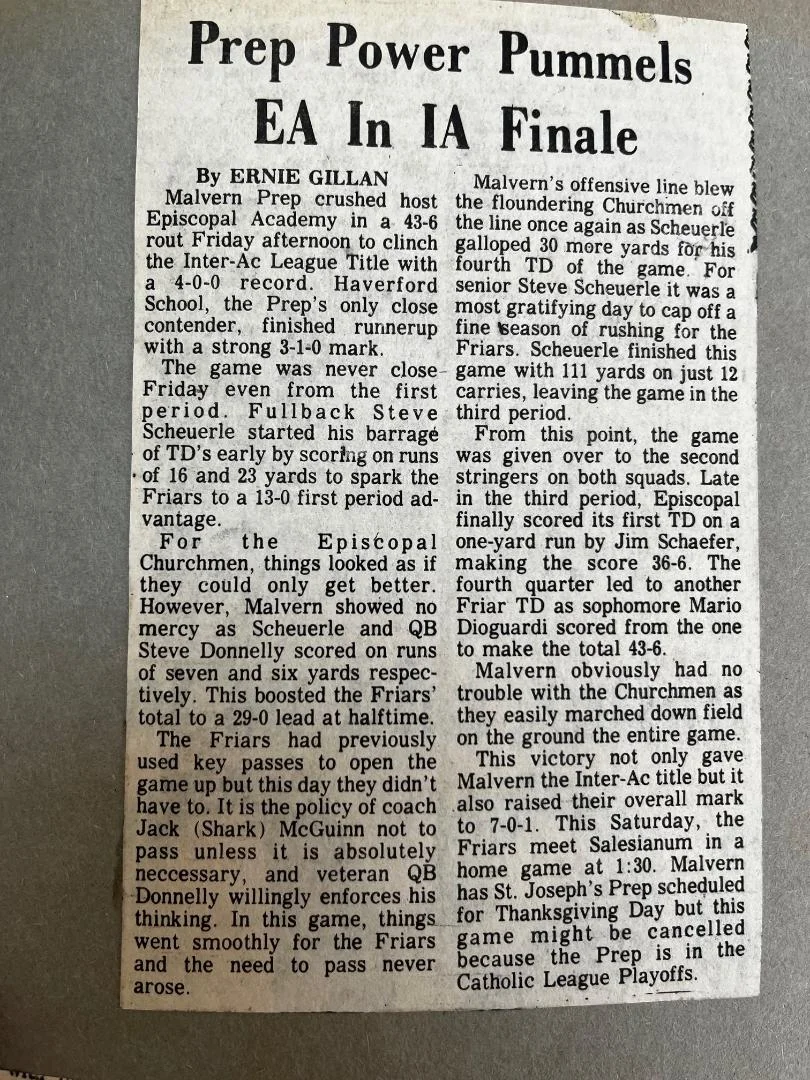 Prep Power Pummels
EA In IA Finale
By ERNIE GILLAN
Malvern Prep crushed host
Episcopal Academy in a 43-6
rout Friday afternoon to clinch
the Inter-Ac League Title with
a 4-0-0 record. Haverford
School, the Prep's only close
contender, finished runnerup
with a strong 3-1-0 mark.
The game was never close
Friday even from the first
period. Fullback Steve
Scheuerle started his barrage
of TD's early by scoring on runs
of 16 and 23 yards to spark the
Friars to a 13-0 first period ad-
vantage.
For the Episcopal
Churchmen, things looked as if
they could only get better.
However, Malvern showed no
mercy as Scheuerle and QB
Steve Donnelly scored on runs
of seven and six yards respec-
tively. This boosted the Friars'
total to a 29-0 lead at halftime.
The Friars had previously
used key passes to open the
game up but this day they didn't
have to. It is the policy of coach
Jack (Shark) McGuinn not to
pass unless it is absolutely
neccessary, and veteran QB
Donnelly willingly enforces his
thinking. In this game, things
went smoothly for the Friars
and the need to pass never
arose.
Malvern's offensive line blew
the floundering Churchmen off
the line once again as Scheuerle
galloped 30 more yards for his
fourth TD of the game. For
senior Steve Scheuerle it was a
most gratifying day to cap off a
fine season of rushing for the
Friars. Scheuerle finished this
game with 111 yards on just 12
carries, leaving the game in the
third period.
From this point, the game
was given over to the second
stringers on both squads. Late
in the third period, Episcopal
finally scored its first TD on a
one-yard run by Jim Schaefer,
making the score 36-6. The
fourth quarter led to another
Friar TD as sophomore Mario
Dioguardi scored from the one
to make the total 43-6.
Malvern obviously had no
trouble with the Churchmen as
they easily marched down field
on the ground the entire game.
This victory not only gave
Malvern the Inter-Ac title but it
also raised their overall mark
to 7-0-1. This Saturday, the
Friars meet Salesianum in a
home game at 1:30. Malvern
has St. Joseph's Prep scheduled
for Thanksgiving Day but this
game might be cancelled
because the Prep is in the
Catholic League Playoffs.